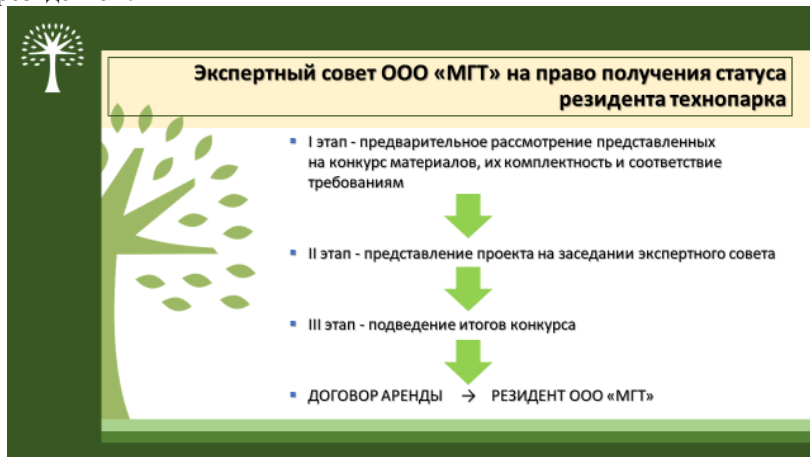 Экспертный совет ООО «МГТ» на право получения статуса
резидента технопарка
▪ I этап - предварительное рассмотрение представленных
на конкурс материалов, их комплектность и соответствие
требованиям
▪ II этап - представление проекта на заседании экспертного совета
▪ III этап - подведение итогов конкурса
▪ ДОГОВОР АРЕНДЫ → РЕЗИДЕНТ ООО «МГТ»